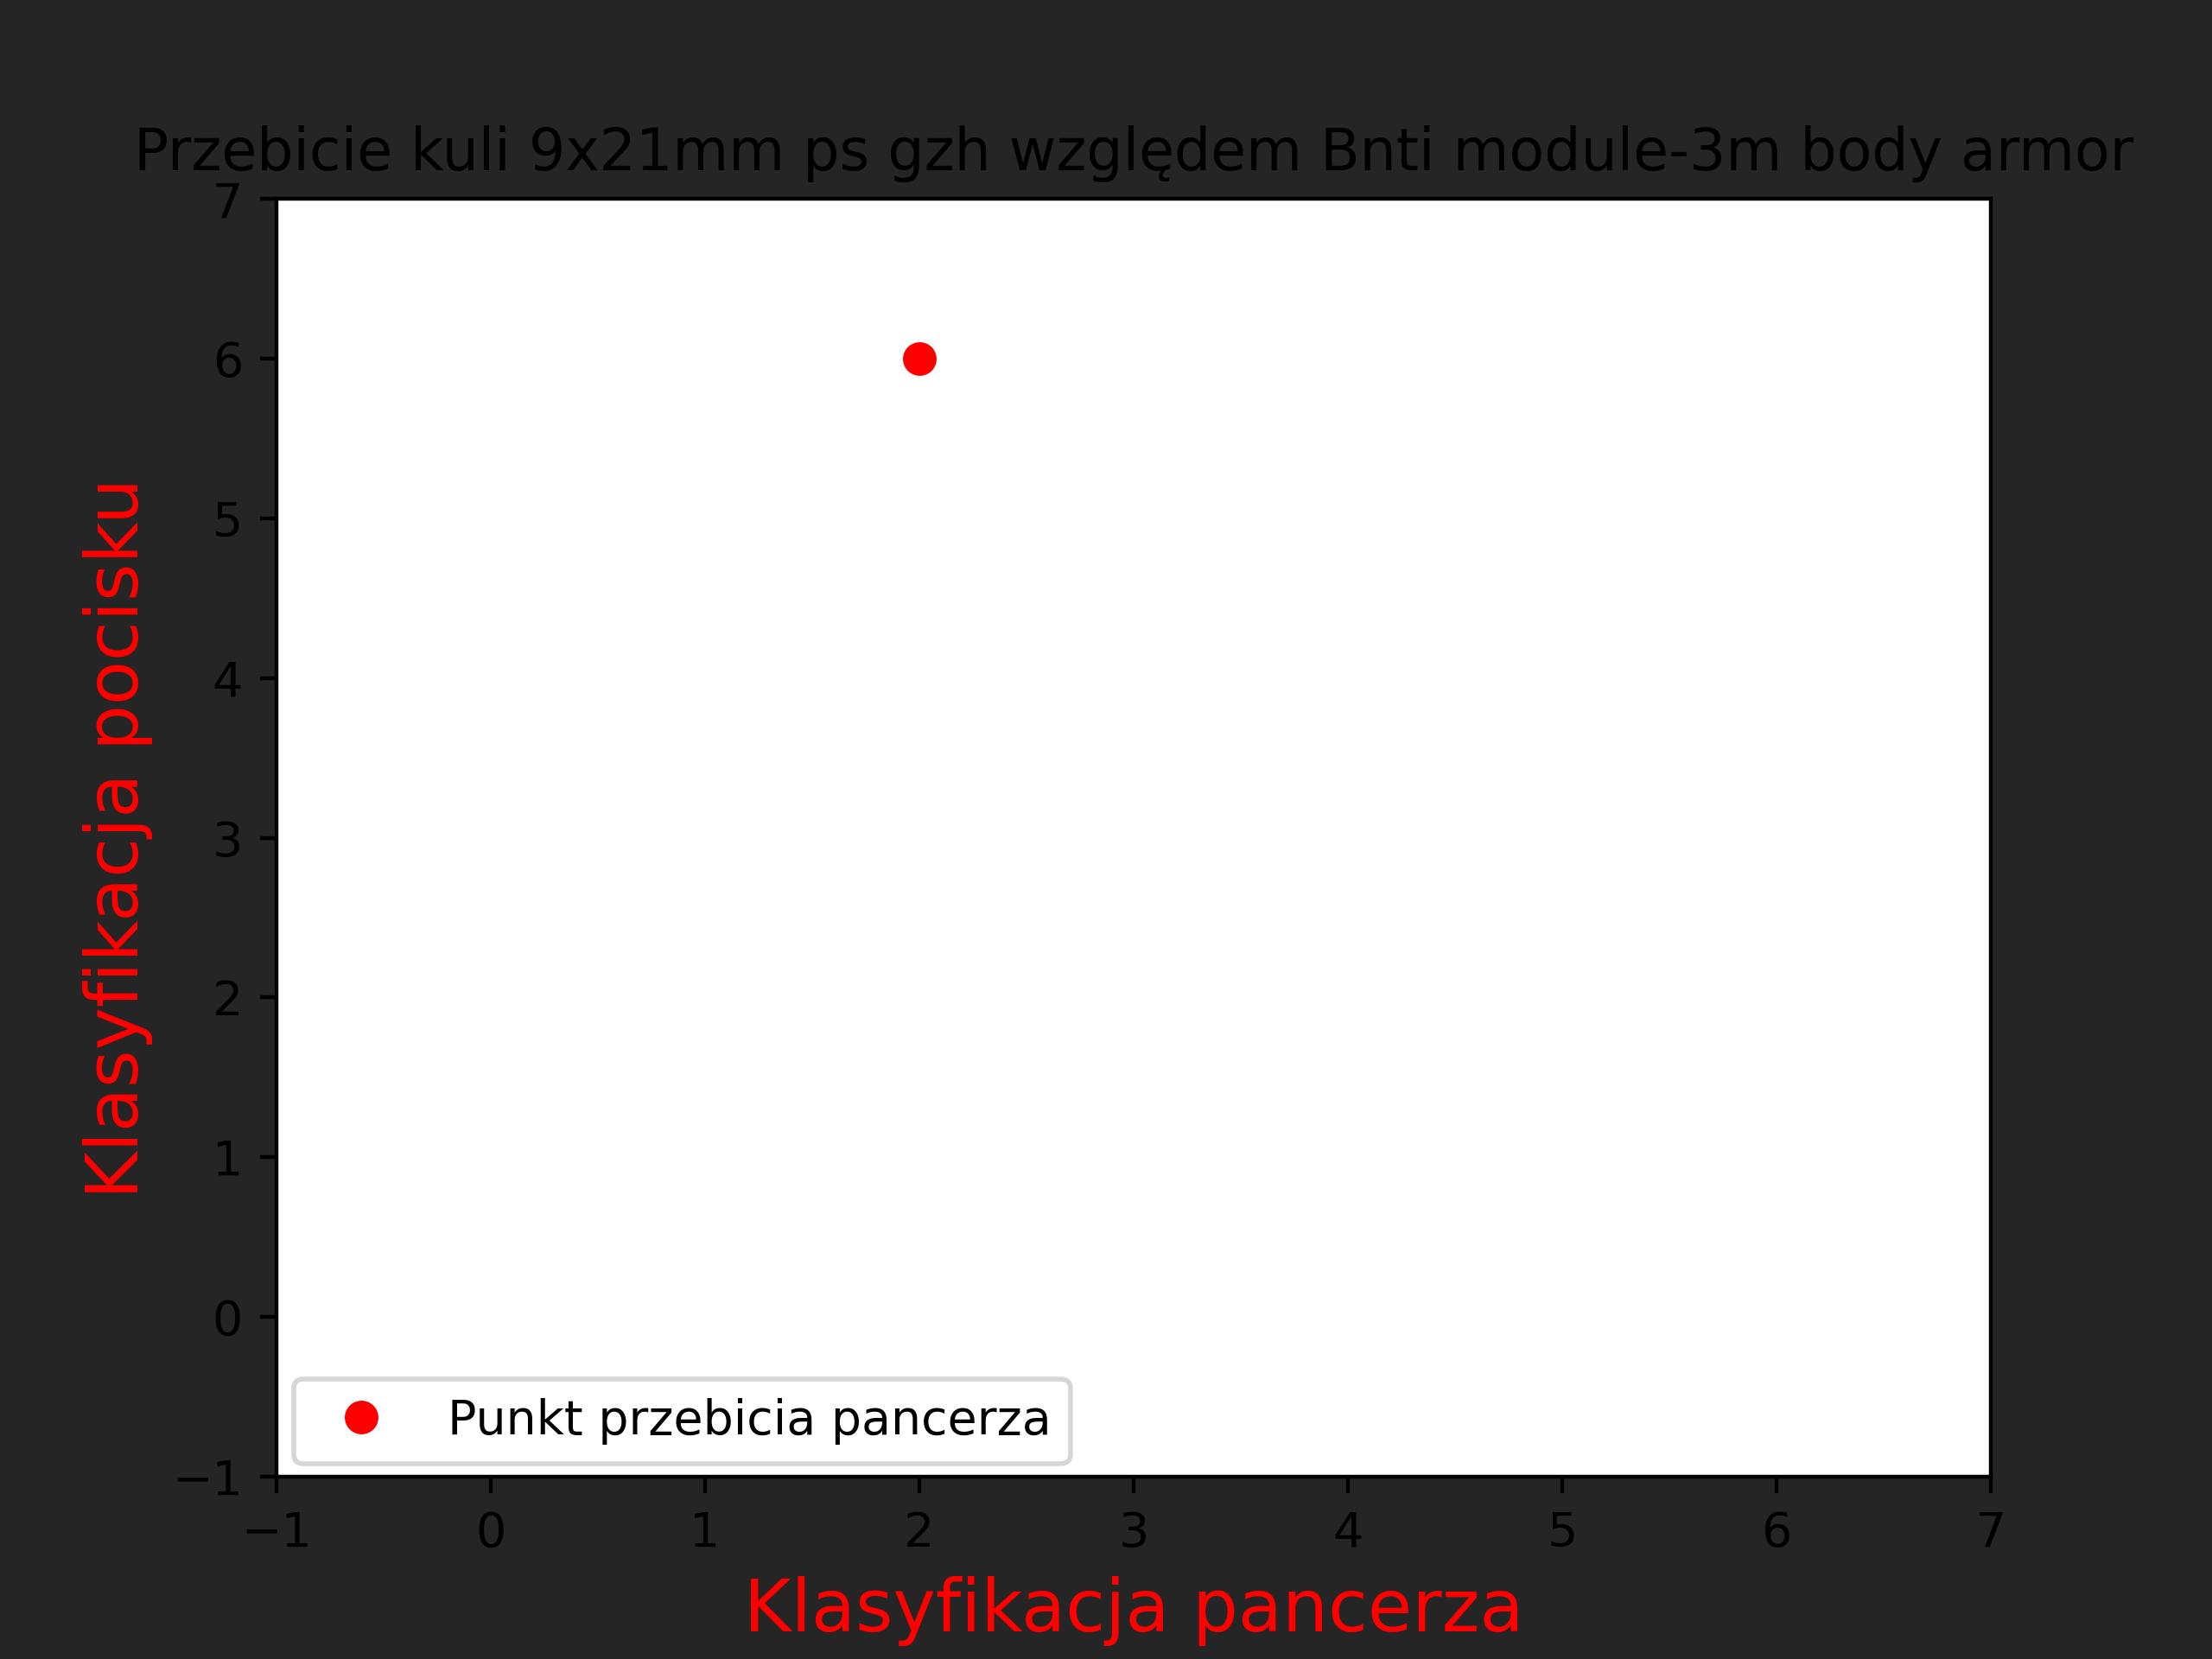 Przebicie kuli 9x21mm ps gzh względem Bnti module-3m body armor
7
6
5
4
3
2
1
0
−1
Klasyfikacja pocisku
Punkt przebicia pancerza
−1 0 1 2 3 4 5 6 7
Klasyfikacja pancerza